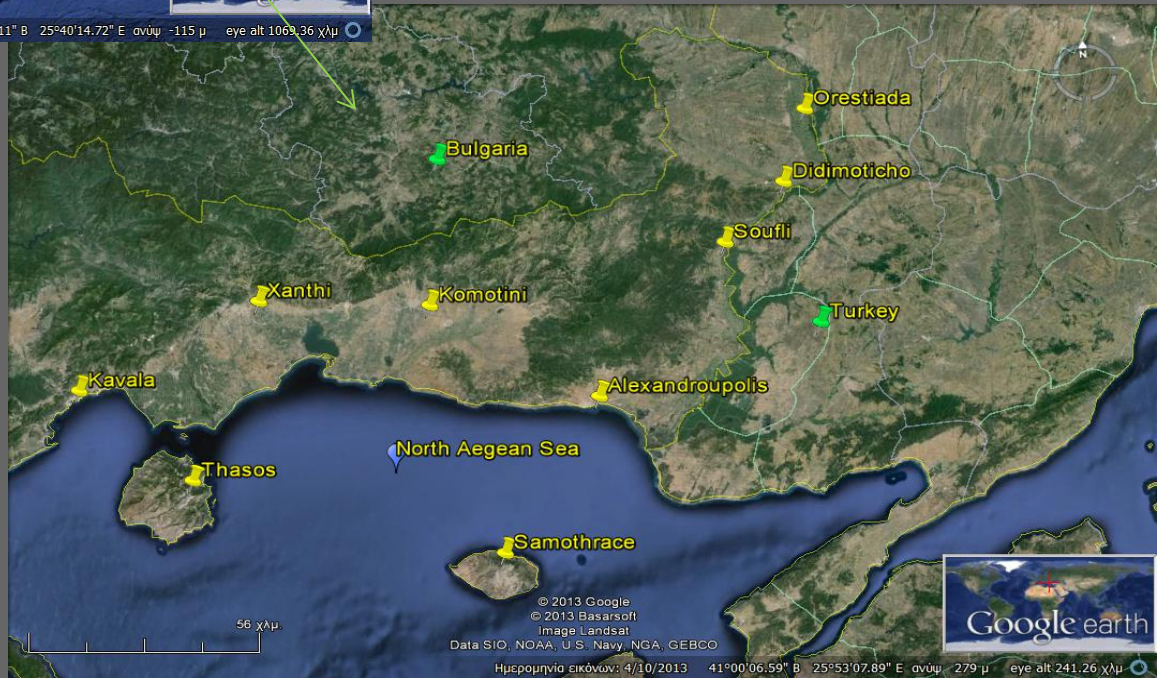 11" Β 25°40'14.72" Ε ανύψ -115 μ eye alt 1069.36 χλμ
N
Orestiada
Bulgaria
Didimoticho
Soufli
Xanthi
Komotini
Turkey
Kavala
Alexandroupolis
North Aegean Sea
Thasos
Samothrace
56 χλμ.
© 2013 Google
© 2013 Basarsoft
Image Landsat
Data SIO, NOAA, U.S. Navy, NGA, GEBCO
Google earth
Ημερομηνία εικόνων: 4/10/2013 41°00'06.59" Β 25°53'07.89" Ε ανύψ 279 μ eye alt 241.26 χλμ